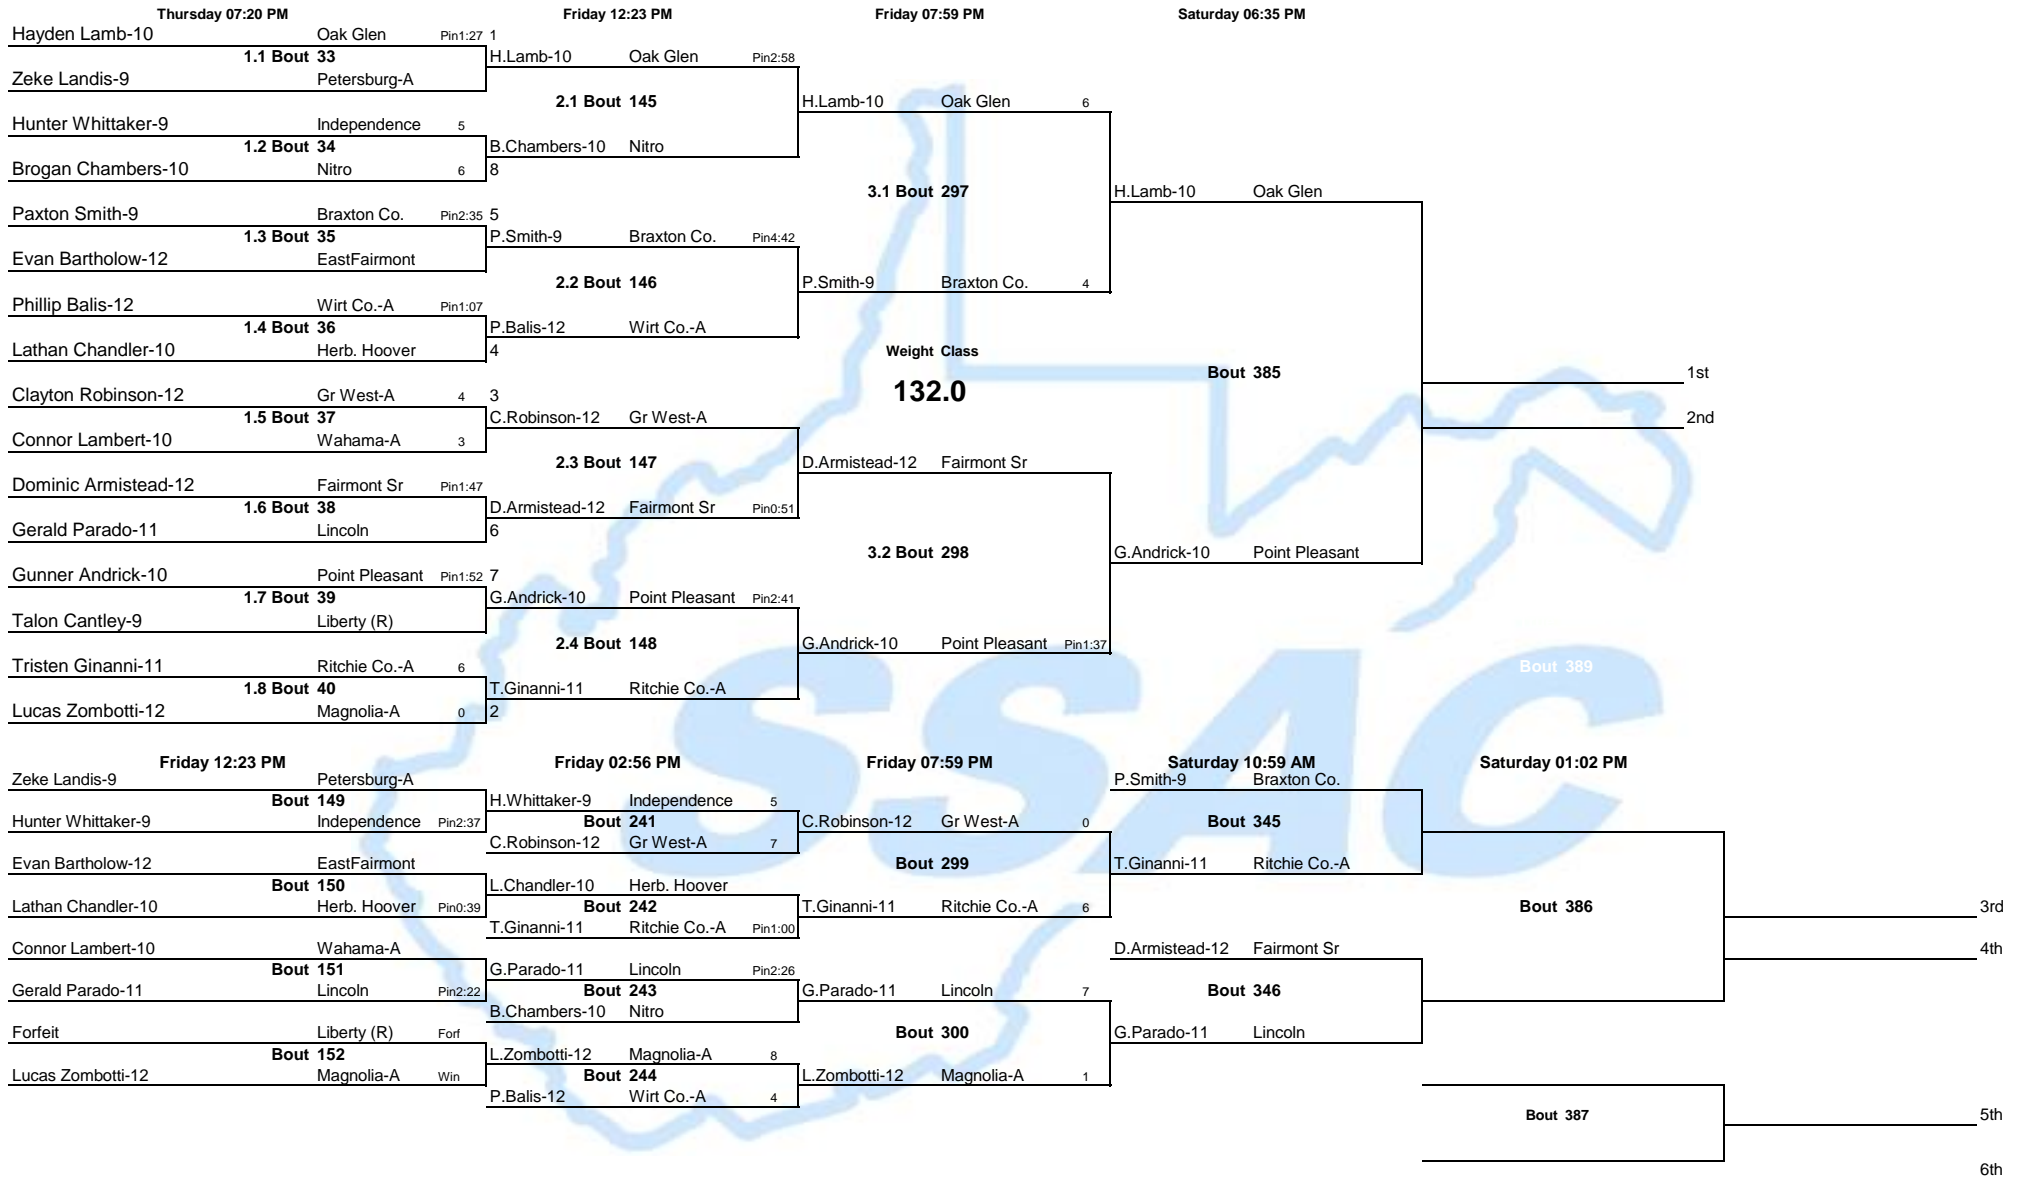 Thursday 07:20 PM Friday 12:23 PM Friday 07:59 PM Saturday 06:35 PM
Hayden Lamb-10 Oak Glen Pin1:27 1
1.1 Bout 33 H.Lamb-10 Oak Glen Pin2:58
Zeke Landis-9 Petersburg-A
2.1 Bout 145 H.Lamb-10 Oak Glen 6
Hunter Whittaker-9 Independence 5
1.2 Bout 34 B.Chambers-10 Nitro
Brogan Chambers-10 Nitro 6 8
3.1 Bout 297 H.Lamb-10 Oak Glen
Paxton Smith-9 Braxton Co. Pin2:35 5
1.3 Bout 35 P.Smith-9 Braxton Co. Pin4:42
Evan Bartholow-12 EastFairmont
2.2 Bout 146 P.Smith-9 Braxton Co. 4
Phillip Balis-12 Wirt Co.-A Pin1:07
1.4 Bout 36 P.Balis-12 Wirt Co.-A
Lathan Chandler-10 Herb. Hoover 4 Weight Class
Bout 385 1st
Clayton Robinson-12 Gr West-A 4 3 132.0
1.5 Bout 37 C.Robinson-12 Gr West-A 2nd
Connor Lambert-10 Wahama-A 3
2.3 Bout 147 D.Armistead-12 Fairmont Sr
Dominic Armistead-12 Fairmont Sr Pin1:47
1.6 Bout 38 D.Armistead-12 Fairmont Sr Pin0:51
Gerald Parado-11 Lincoln 6
3.2 Bout 298 G.Andrick-10 Point Pleasant
Gunner Andrick-10 Point Pleasant Pin1:52 7
1.7 Bout 39 G.Andrick-10 Point Pleasant Pin2:41
Talon Cantley-9 Liberty (R)
2.4 Bout 148 G.Andrick-10 Point Pleasant Pin1:37
Tristen Ginanni-11 Ritchie Co.-A 6 Bout 389
1.8 Bout 40 T.Ginanni-11 Ritchie Co.-A
Lucas Zombotti-12 Magnolia-A 0 2
SSAC
Friday 12:23 PM Friday 02:56 PM Friday 07:59 PM Saturday 10:59 AM Saturday 01:02 PM
Zeke Landis-9 Petersburg-A P.Smith-9 Braxton Co.
Bout 149 H.Whittaker-9 Independence 5
Hunter Whittaker-9 Independence Pin2:37 Bout 241 C.Robinson-12 Gr West-A 0 Bout 345
C.Robinson-12 Gr West-A 7
Evan Bartholow-12 EastFairmont Bout 299 T.Ginanni-11 Ritchie Co.-A
Bout 150 L.Chandler-10 Herb. Hoover
Lathan Chandler-10 Herb. Hoover Pin0:39 Bout 242 T.Ginanni-11 Ritchie Co.-A 6 Bout 386 3rd
T.Ginanni-11 Ritchie Co.-A Pin1:00
Connor Lambert-10 Wahama-A D.Armistead-12 Fairmont Sr 4th
Bout 151 G.Parado-11 Lincoln Pin2:26
Gerald Parado-11 Lincoln Pin2:22 Bout 243 G.Parado-11 Lincoln 7 Bout 346
B.Chambers-10 Nitro
Forfeit Liberty (R) Forf Bout 300 G.Parado-11 Lincoln
Bout 152 L.Zombotti-12 Magnolia-A 8
Lucas Zombotti-12 Magnolia-A Win Bout 244 L.Zombotti-12 Magnolia-A 1
P.Balis-12 Wirt Co.-A 4
Bout 387 5th
6th